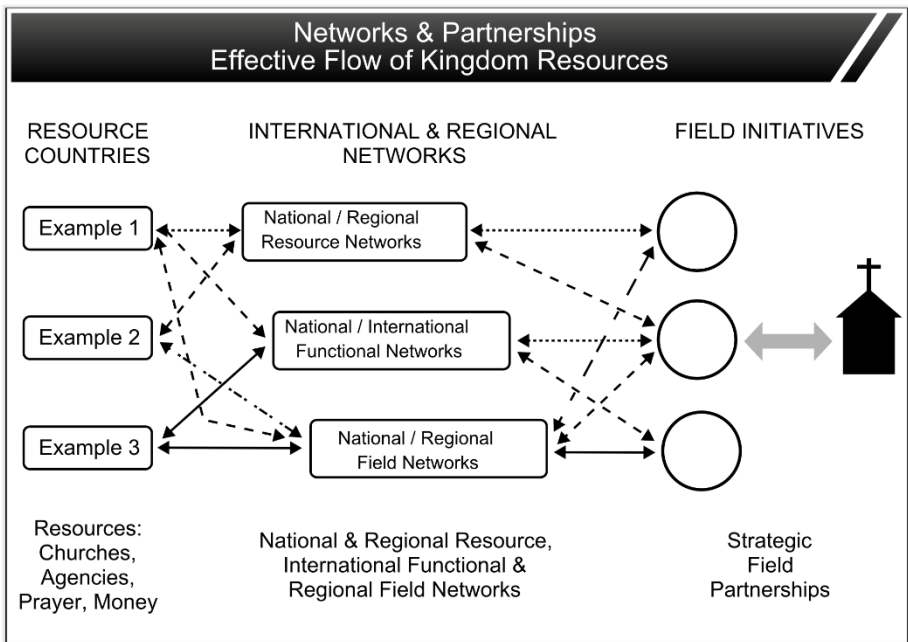 Networks & Partnerships
Effective Flow of Kingdom Resources
RESOURCE
COUNTRIES
INTERNATIONAL & REGIONAL
NETWORKS
FIELD INITIATIVES
Example 1
National / Regional
Resource Networks
Example 2
National / International
Functional Networks
Example 3
National / Regional
Field Networks
Resources:
Churches,
Agencies,
Prayer, Money
National & Regional Resource,
International Functional &
Regional Field Networks
Strategic
Field
Partnerships